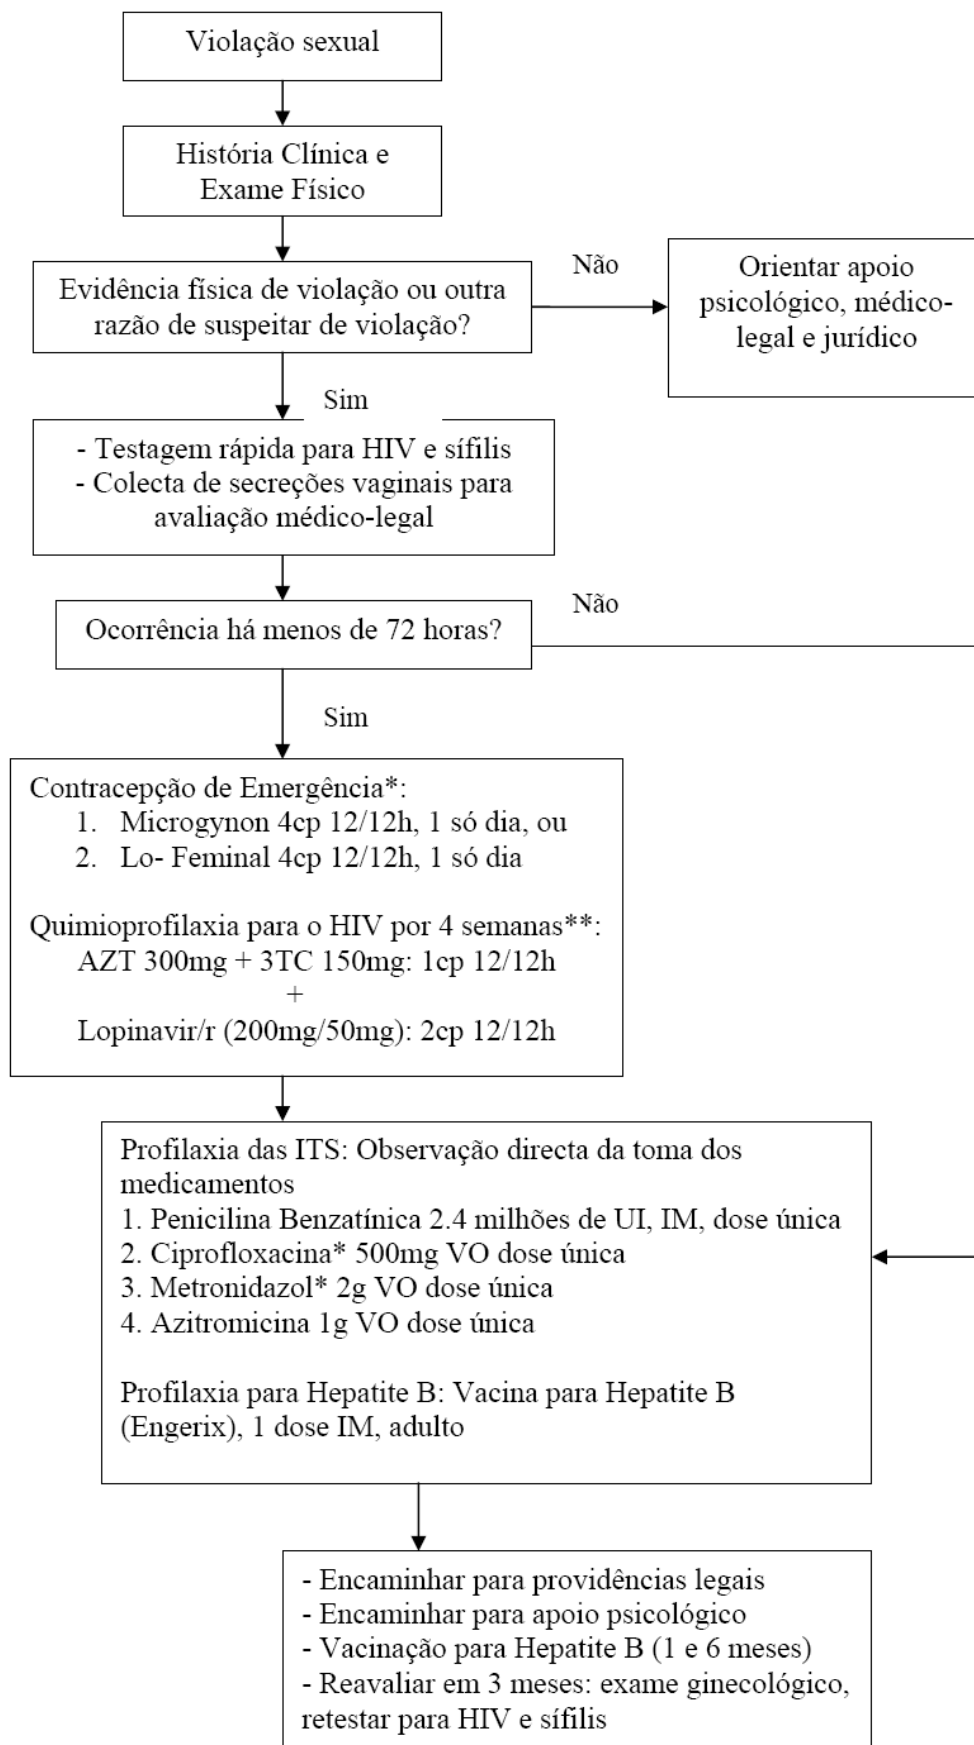 Violação sexual
História Clínica e
Exame Físico
Evidência física de violação ou outra
razão de suspeitar de violação?
Não
Orientar apoio
psicológico, médico-
legal e jurídico
Sim
- Testagem rápida para HIV e sífilis
- Colecta de secreções vaginais para
avaliação médico-legal
Ocorrência há menos de 72 horas?
Não
Sim
Contracepção de Emergência*:
1. Microgynon 4cp 12/12h, 1 só dia, ou
2. Lo- Feminal 4cp 12/12h, 1 só dia
Quimioprofilaxia para o HIV por 4 semanas**:
AZT 300mg + 3TC 150mg: 1cp 12/12h
+
Lopinavir/r (200mg/50mg): 2cp 12/12h
Profilaxia das ITS: Observação directa da toma dos
medicamentos
1. Penicilina Benzatínica 2.4 milhões de UI, IM, dose única
2. Ciprofloxacina* 500mg VO dose única
3. Metronidazol* 2g VO dose única
4. Azitromicina 1g VO dose única
Profilaxia para Hepatite B: Vacina para Hepatite B
(Engerix), 1 dose IM, adulto
- Encaminhar para providências legais
- Encaminhar para apoio psicológico
- Vacinação para Hepatite B (1 e 6 meses)
- Reavaliar em 3 meses: exame ginecológico,
retestar para HIV e sífilis